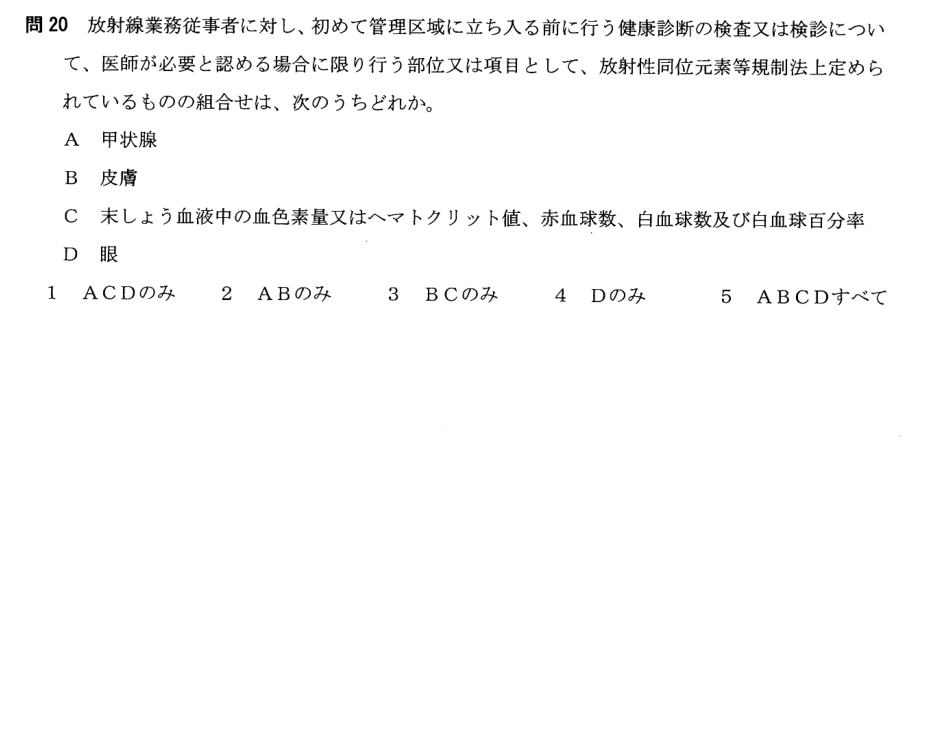 問20 放射線業務従事者に対し、初めて管理区域に立ち入る前に行う健康診断の検査又は検診につい
て、医師が必要と認める場合に限り行う部位又は項目として、放射性同位元素等規制法上定めら
れているものの組合せは、次のうちどれか。
A 甲状腺
B 皮膚
C 末しょう血液中の血色素量又はヘマトクリット値、赤血球数、白血球数及び白血球百分率
D 眼
1 ACDのみ 2 ABのみ 3 BCのみ 4 Dのみ 5 ABCDすべて